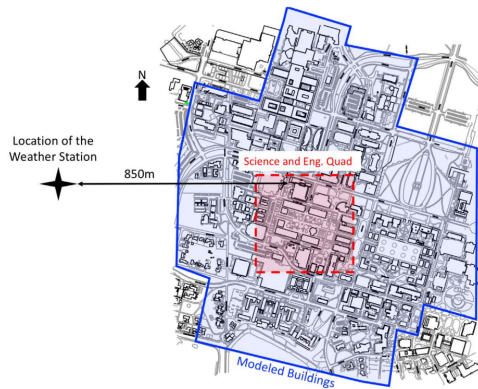 N
Location of the
Weather Station
850m
Science and Eng. Quad
Modeled Buildings